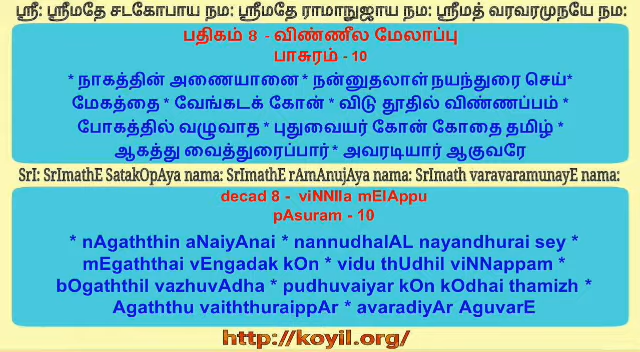 ஸ்ரீ: ஸ்ரீமதே சடகோபாய நம: ஸ்ரீமதே ராமாநுஜாய நம: ஸ்ரீமத் வரவரமுநயே நம:
பதிகம் 8 - விண்ணீல மேலாப்பு
பாசுரம் - 10
* நாகத்தின் அணையானை * நன்னுதலாள் நயந்துரை செய்*
மேகத்தை * வேங்கடக் கோன் * விடு தூதில் விண்ணப்பம் *
போகத்தில் வழுவாத * புதுவையர் கோன் கோதை தமிழ் *
ஆகத்து வைத்துரைப்பார் * அவரடியார் ஆகுவரே
SrI: SrImathE SatakOpAya nama: SrImathE rAmAnujAya nama: SrImath varavaramunayE nama:
decad 8 - viNNIla mElAppu
pAsuram - 10
* nAgaththin aNaiyAnai * nannudhalAL nayandhurai sey *
mEgaththai * vEngadak kOn * vidu thUdhil viNNappam *
bOgaththil vazhuvAdha * pudhuvaiyar kOn kOdhai thamizh *
Agaththu vaiththuraippAr * avaradiyAr AguvarE
http://koyil.org/